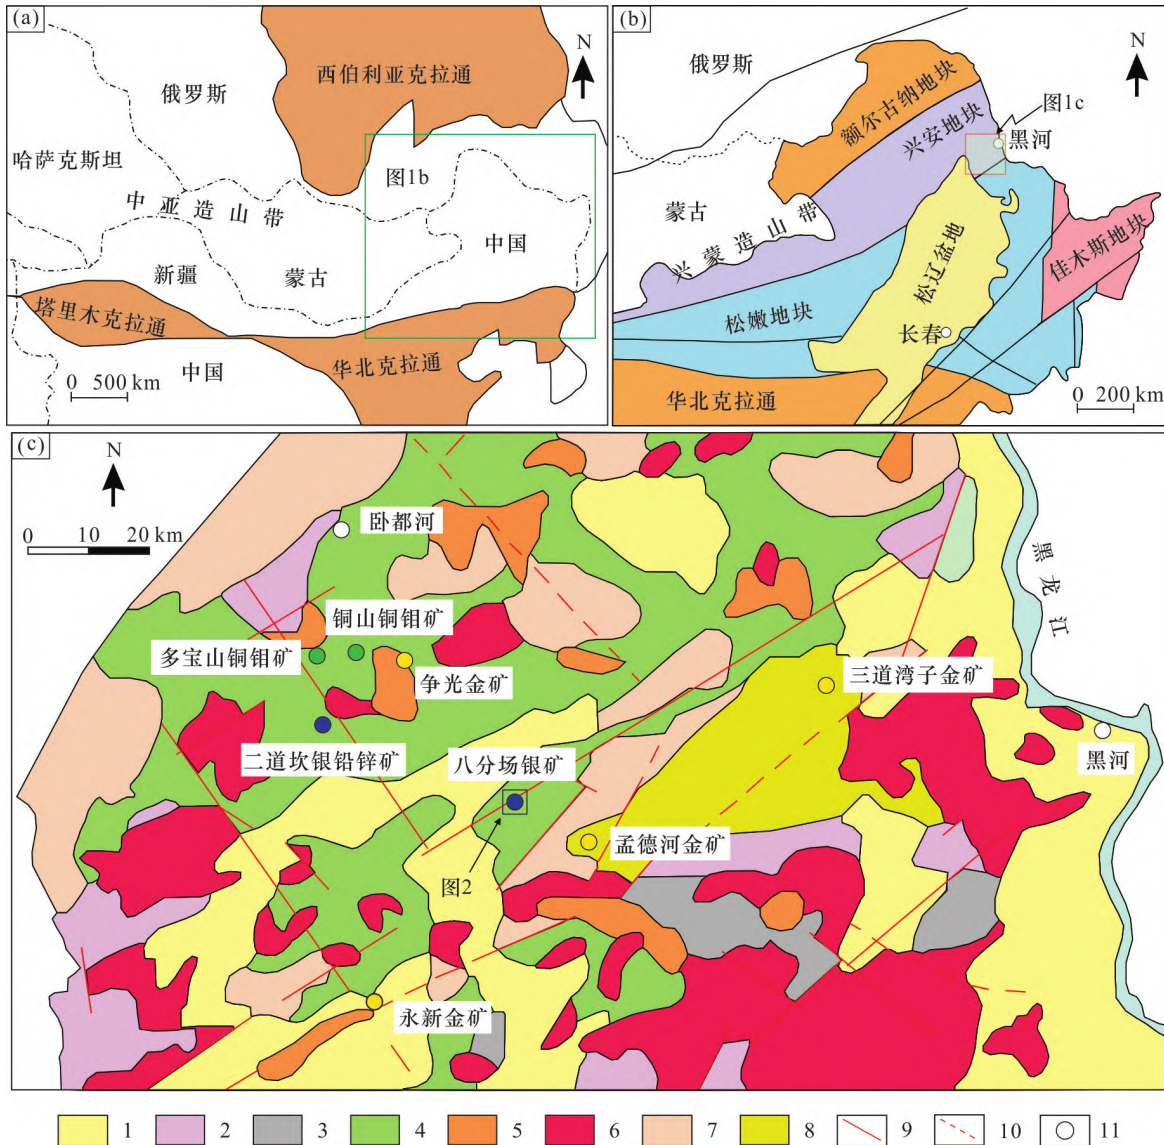 (a)
N
西伯利亚克拉通
俄罗斯
哈萨克斯坦
图1b
中亚造山带
中国
新疆
蒙古
塔里木克拉通
中国
华北克拉通
0 500 km
(b)
N
俄罗斯
额尔古纳地块
图1c
兴安地块
黑河
蒙古
兴蒙造山带
佳木斯地块
松辽盆地
松嫩地块
长春
华北克拉通
0 200 km
(c)
N
0 10 20 km
卧都河
黑龙江
铜山铜钼矿
多宝山铜钼矿
争光金矿
三道湾子金矿
二道坎银铅锌矿
八分场银矿
黑河
孟德河金矿
图2
永新金矿
1 2 3 4 5 6 7 8 9 10 11